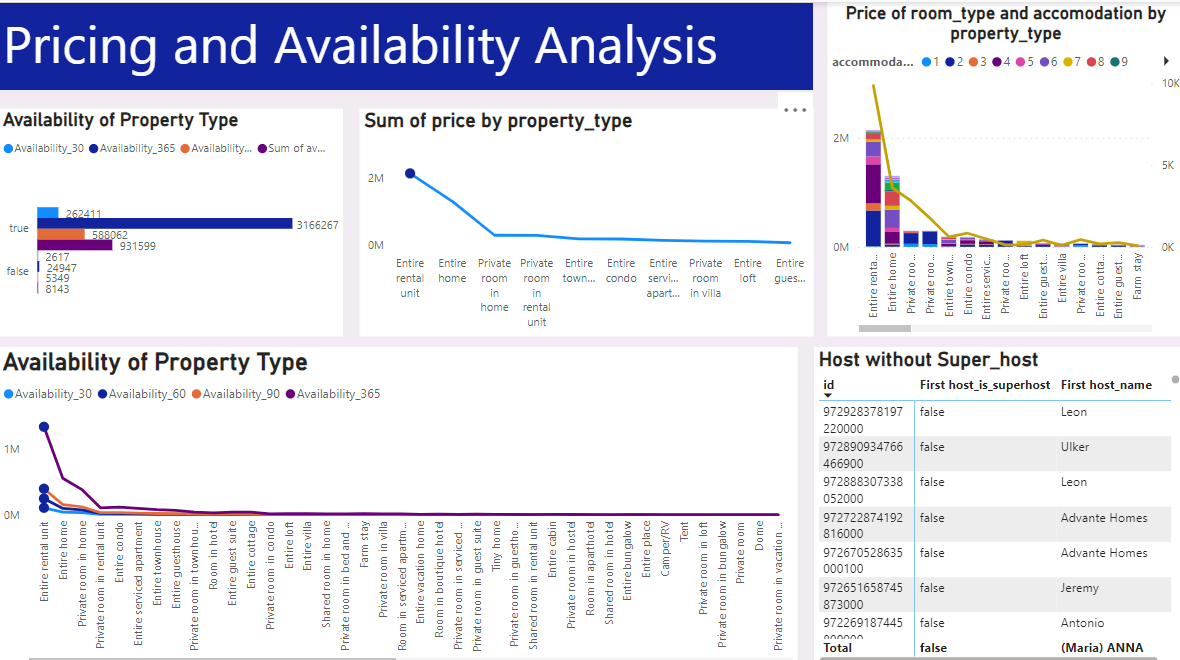 Pricing and Availability Analysis
Availability of Property Type
Availability_30 Availability_365 Availability... Sum of av...
true
262411
3166267
588062
931599
false
2617
24947
5349
8143
Sum of price by property_type
2M
0M
Entire rental unit
Entire home
Private room in home
Private room in rental unit
Entire town...
Entire condo
Entire servi... apart...
Private room in villa
Entire loft
Entire gues...
Price of room_type and accomodation by
property_type
accommoda... 1 2 3 4 5 6 7 8 9
10K
2M
5K
0M
0K
Entire renta...
Entire home
Private roo...
Private roo...
Entire town...
Entire condo
Entire servic...
Private roo...
Entire loft
Entire guest...
Entire villa
Private roo...
Entire cotta...
Entire guest...
Farm stay
Availability of Property Type
Availability_30 Availability_60 Availability_90 Availability_365
1M
0M
Entire rental unit
Entire home
Private room in home
Private room in rental unit
Entire condo
Entire serviced apartment
Entire townhouse
Entire guesthouse
Private room in townhou...
Room in hotel
Entire guest suite
Entire cottage
Private room in condo
Entire loft
Entire villa
Shared room in home
Private room in bed and ...
Farm stay
Private room in villa
Room in serviced apartm...
Entire vacation home
Room in boutique hotel
Private room in serviced ...
Private room in guest suite
Tiny home
Private room in guestho...
Shared room in rental unit
Entire cabin
Private room in hostel
Room in aparthotel
Shared room in hotel
Entire bungalow
Entire place
Camper/RV
Tent
Private room in loft
Private room in bungalow
Private room
Dome
Private room in vacation ...
Host without Super_host
id First host_is_superhost First host_name
972928378197 false Leon
220000
972890934766 false Ulker
466900
972888307338 false Leon
052000
972722874192 false Advante Homes
816000
972670528635 false Advante Homes
000100
972651658745 false Jeremy
873000
972269187445 false Antonio
Total false (Maria) ANNA